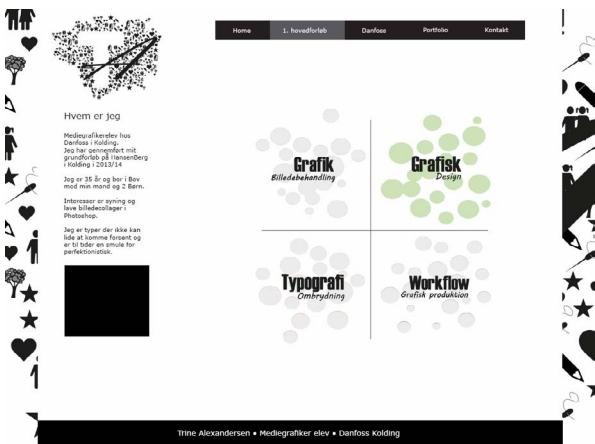 Home 1. hovedforløb Danfoss Portfolio Kontakt
Hvem er jeg
Mediegrafikerelev hos
Danfoss i Kolding.
Jeg har gennemført mit
grundforløb på HansenBerg
i Kolding i 2013/14
Jeg er 35 år og bor i Bov
mod min mand og 2 Børn.
Interesser er syning og
lave billedecollager i
Photoshop.
Jeg er typer der ikke kan
lide at komme forsent og
er til tider en smule for
perfektionistisk.
Grafik
Billedebehandling
Grafisk
Design
Typografi
Ombrydning
Workflow
Grafisk produktion
Trine Alexandersen • Mediegrafiker elev • Danfoss Kolding